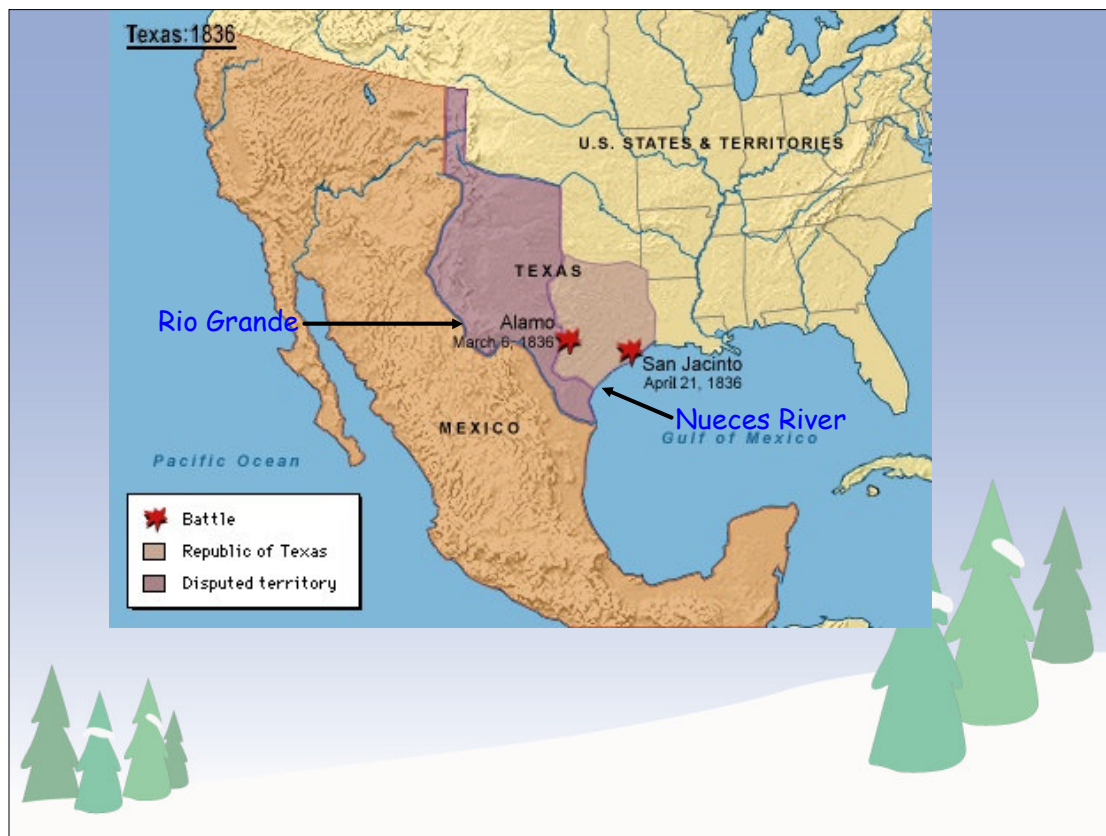 Texas:1836
U.S. STATES & TERRITORIES
TEXAS
Rio Grande
Alamo
March 6, 1836
San Jacinto
April 21, 1836
Nueces River
MEXICO
Gulf of Mexico
Pacific Ocean
Battle
Republic of Texas
Disputed territory